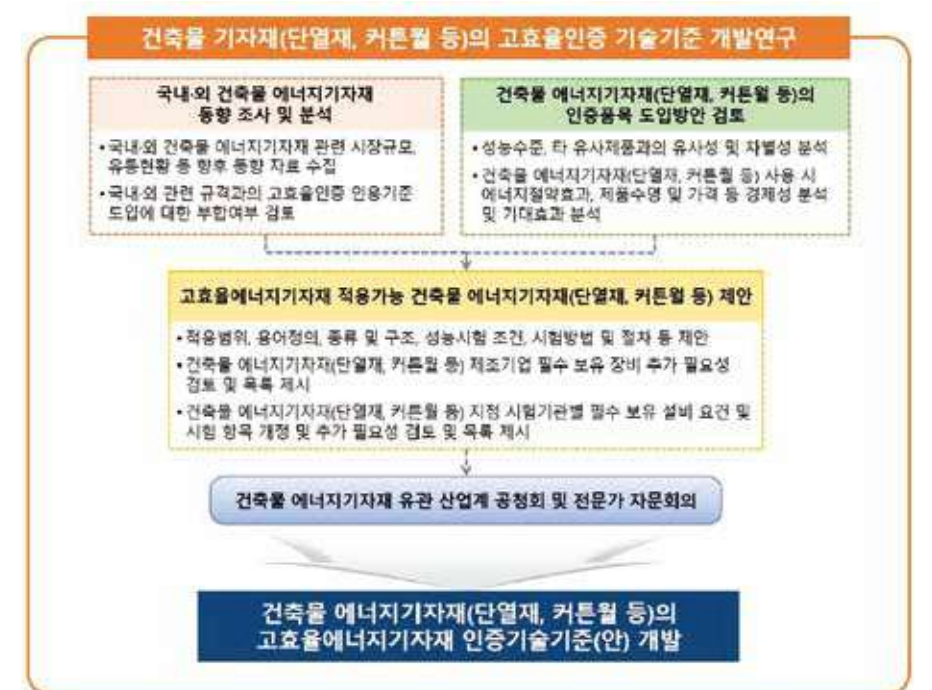 건축물 기자재(단열재, 커튼월 등)의 고효율인증 기술기준 개발연구
국내·외 건축물 에너지기자재
동향 조사 및 분석
• 국내·외 건축물 에너지기자재 관련 시장규모,
유통현황 등 향후 동향 자료 수집
• 국내·외 관련 규격과의 고효율인증 인용기준
도입에 대한 부합여부 검토
건축물 에너지기자재(단열재, 커튼월 등)의
인증품목 도입방안 검토
• 성능수준, 타 유사제품과의 유사성 및 차별성 분석
• 건축물 에너지기자재(단열재, 커튼월 등) 사용 시
에너지절약효과, 제품수명 및 가격 등 경제성 분석
및 기대효과 분석
고효율에너지기자재 적용가능 건축물 에너지기자재(단열재, 커튼월 등) 제안
• 적용범위, 용어정의, 종류 및 구조, 성능시험 조건, 시험방법 및 절차 등 제안
• 건축물 에너지기자재(단열재, 커튼월 등) 제조기업 필수 보유 장비 추가 필요성
검토 및 목록 제시
• 건축물 에너지기자재(단열재, 커튼월 등) 지정 시험기관별 필수 보유 설비 요건 및
시험 항목 개정 및 추가 필요성 검토 및 목록 제시
건축물 에너지기자재 유관 산업계 공청회 및 전문가 자문회의
건축물 에너지기자재(단열재, 커튼월 등)의
고효율에너지기자재 인증기술기준(안) 개발